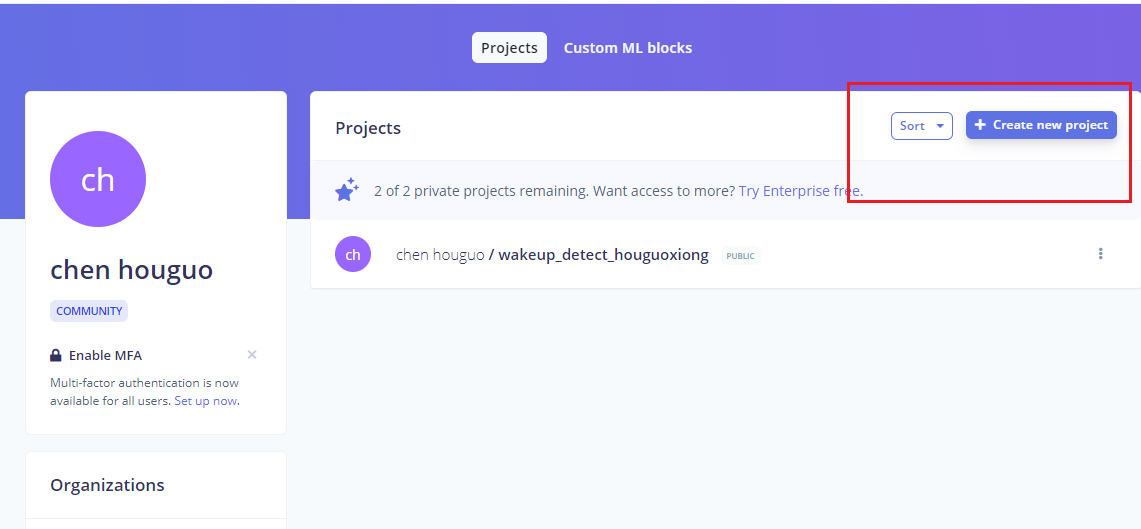 Projects
Custom ML blocks
ch
chen houguo
COMMUNITY
Enable MFA
×
Multi-factor authentication is now
available for all users. Set up now.
Organizations
Projects
Sort
+ Create new project
2 of 2 private projects remaining. Want access to more? Try Enterprise free.
ch
chen houguo / wakeup_detect_houguoxiong
PUBLIC